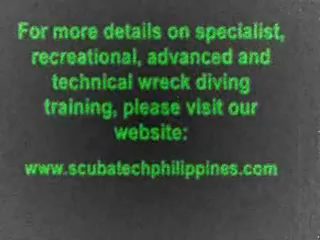 For more details on specialist,
recreational, advanced and
technical wreck diving
training, please visit our
website:
www.scubatechphilippines.com